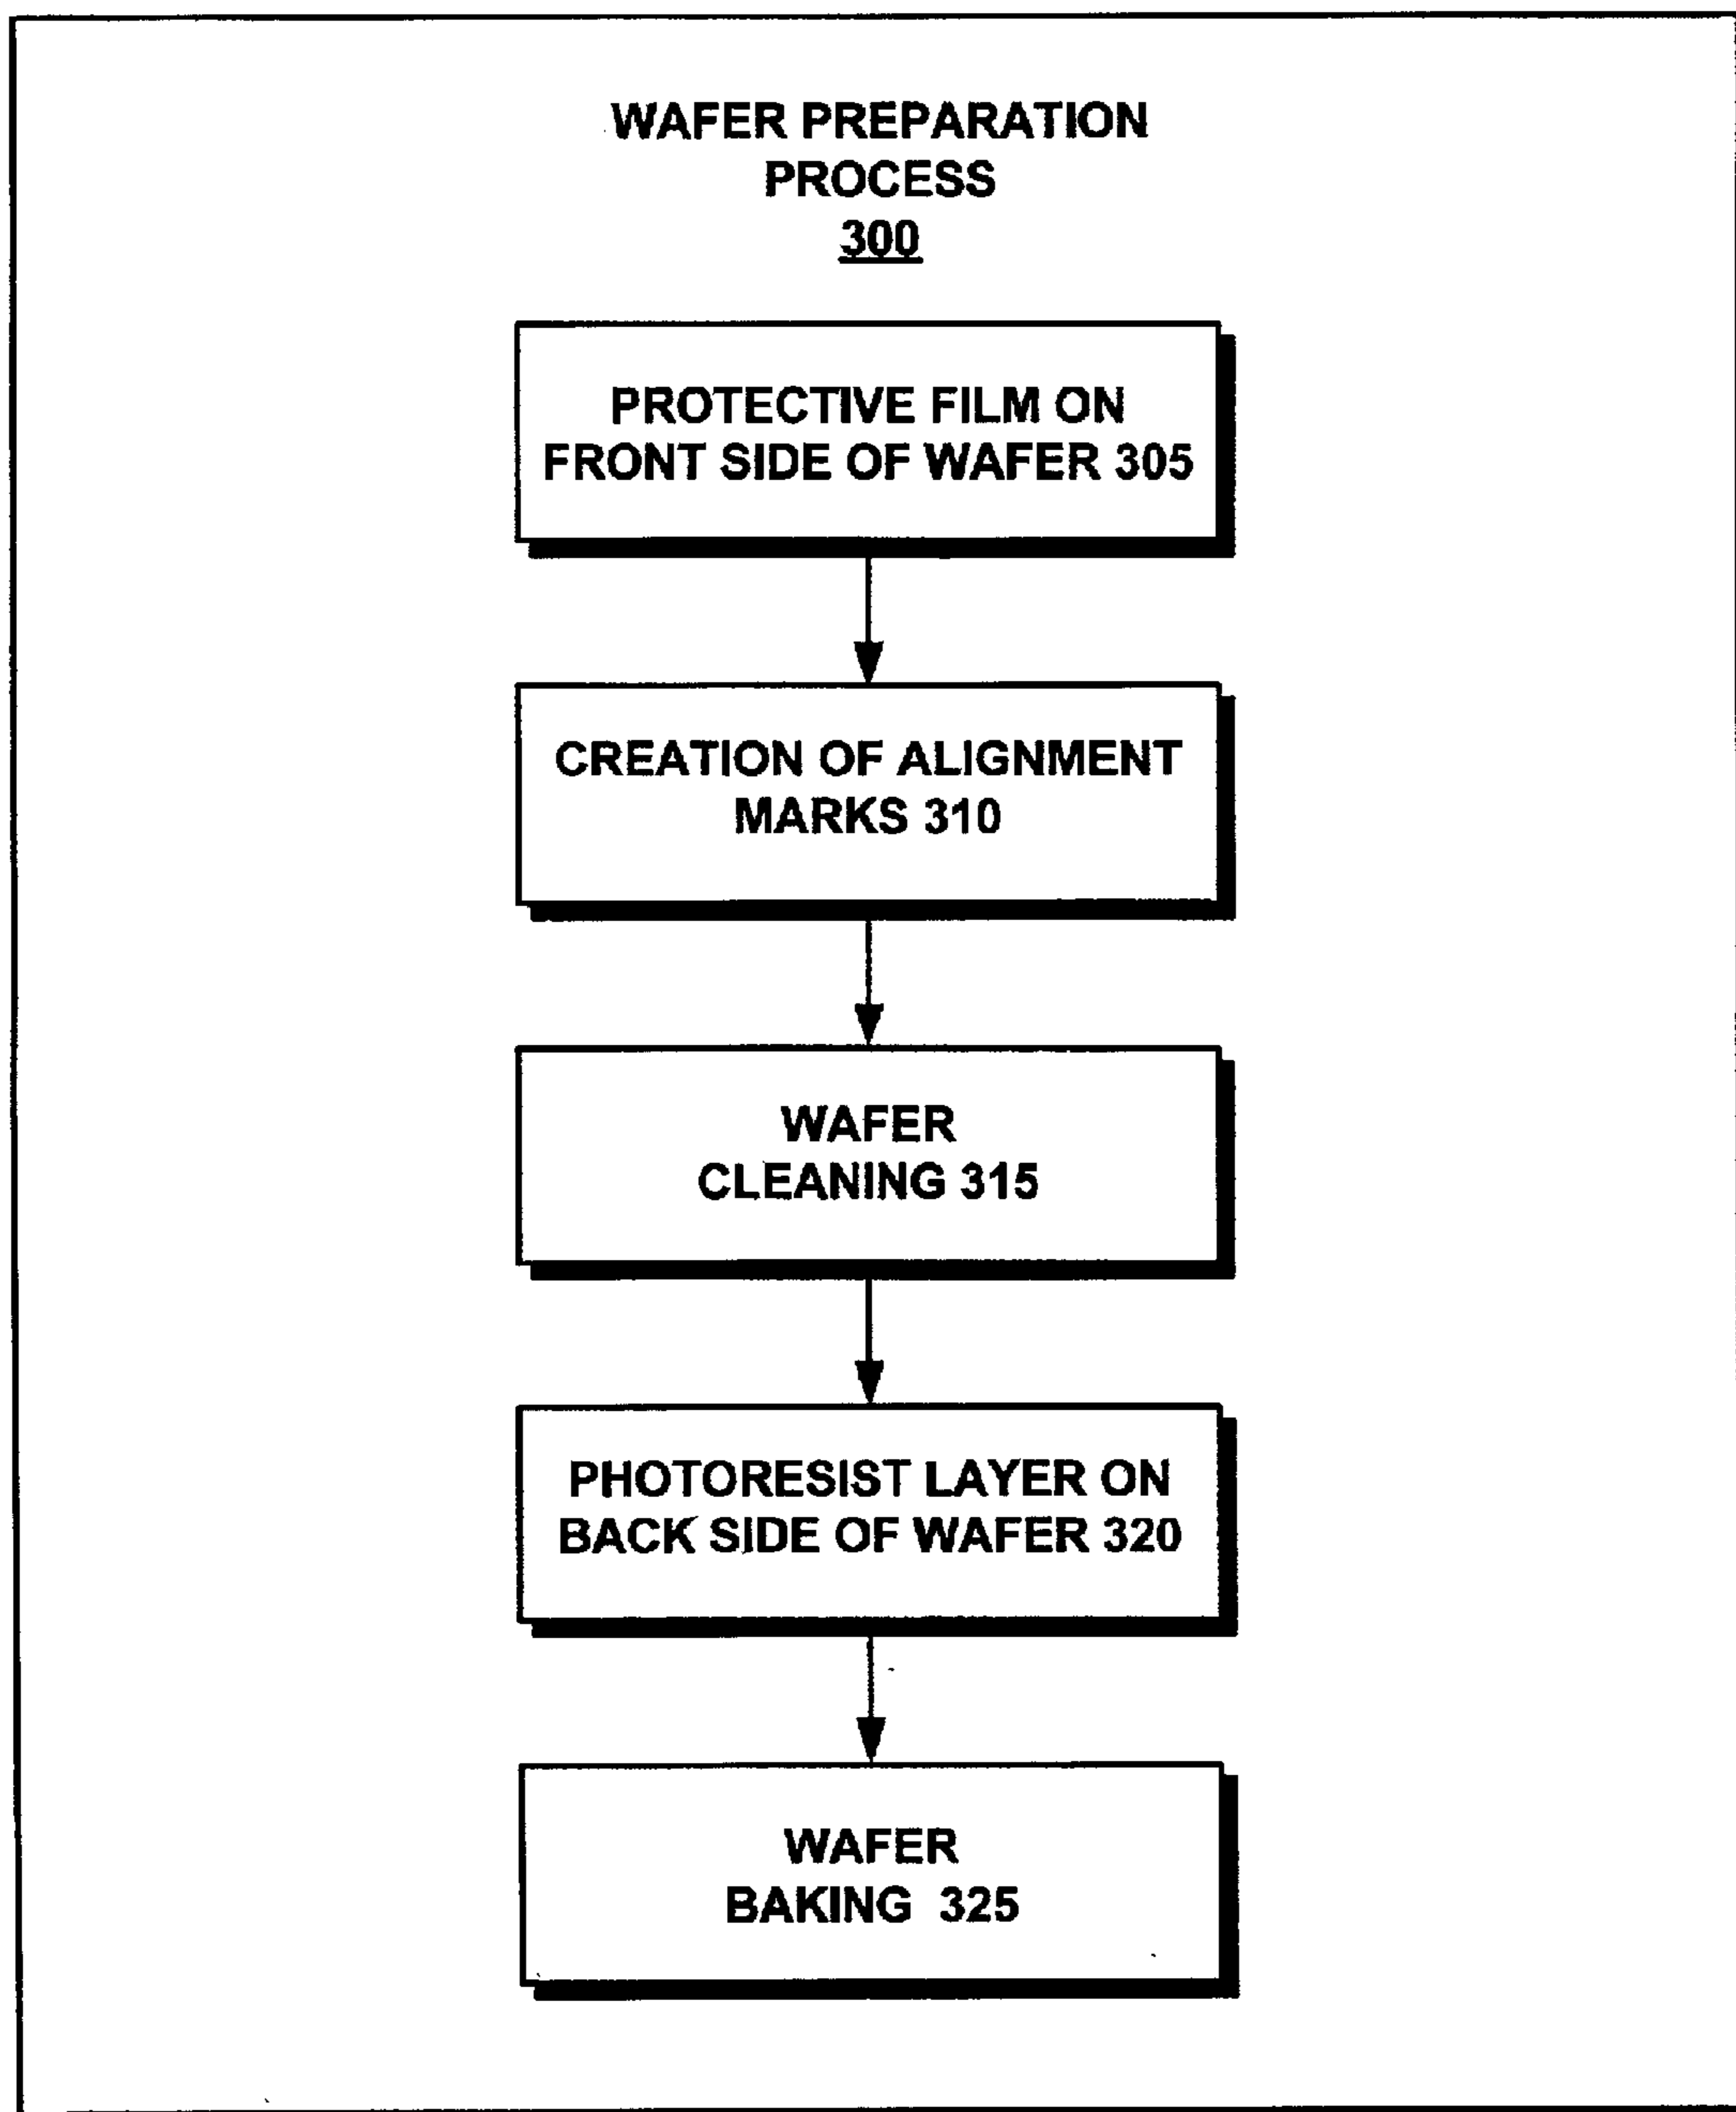 WAFER PREPARATION
PROCESS
300
PROTECTIVE FILM ON
FRONT SIDE OF WAFER 305
CREATION OF ALIGNMENT
MARKS 310
WAFER
CLEANING 315
PHOTORESIST LAYER ON
BACK SIDE OF WAFER 320
WAFER
BAKING 325